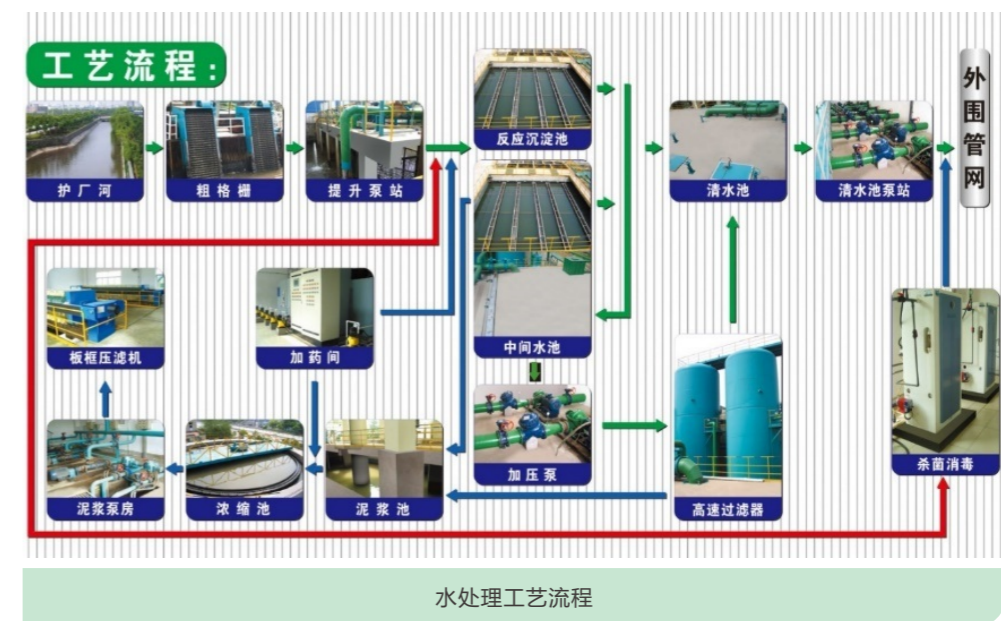 工艺流程:
护厂河
粗格栅
提升泵站
反应沉淀池
清水池
清水池泵站
外围管网
板框压滤机
加药间
中间水池
泥浆泵房
浓缩池
泥浆池
加压泵
高速过滤器
杀菌消毒
水处理工艺流程